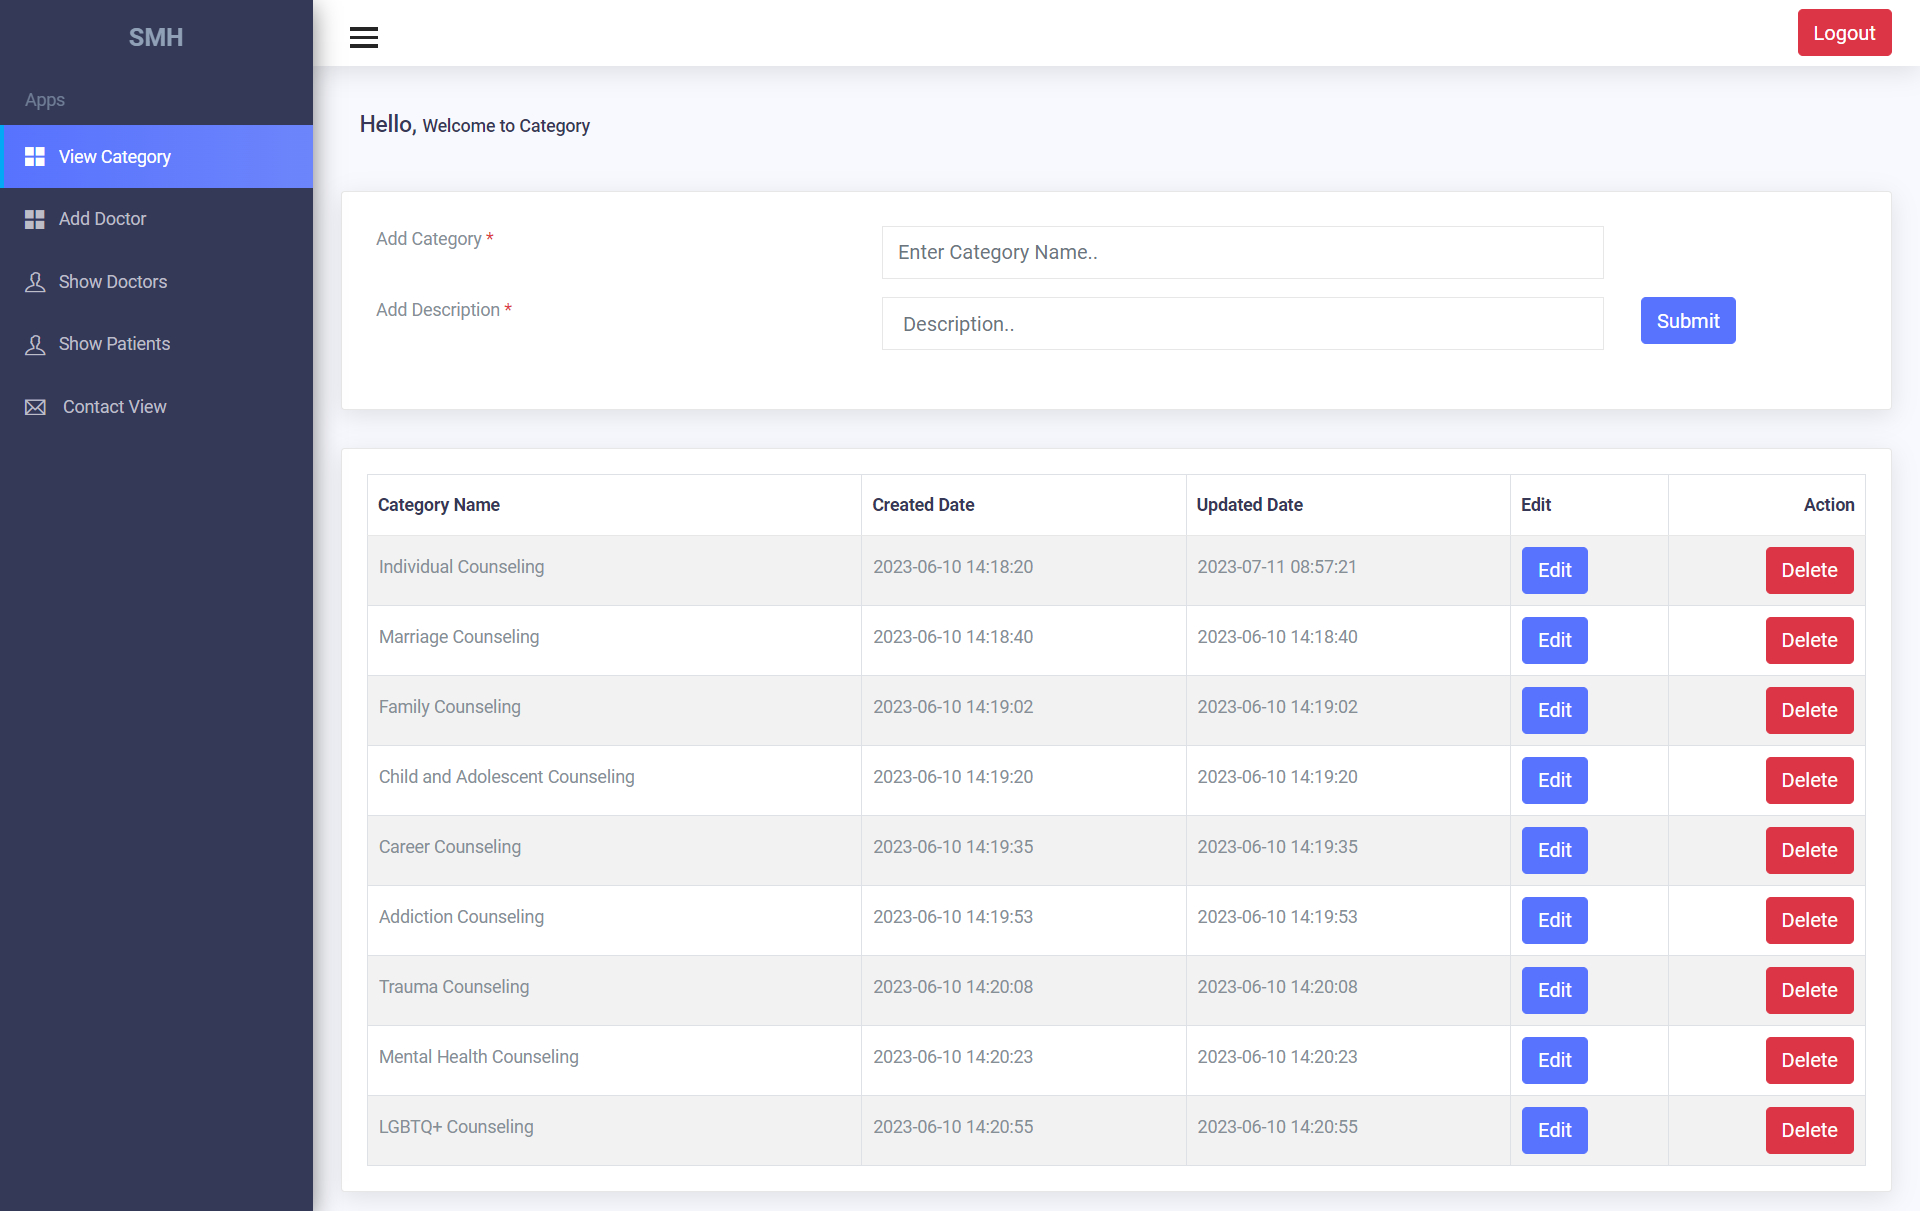 SMH
Logout
Apps
View Category
Add Doctor
Show Doctors
Show Patients
Contact View
Hello, Welcome to Category
Add Category *
Enter Category Name..
Add Description *
Description..
Submit
Category Name Created Date Updated Date Edit Action
Individual Counseling 2023-06-10 14:18:20 2023-07-11 08:57:21 Edit Delete
Marriage Counseling 2023-06-10 14:18:40 2023-06-10 14:18:40 Edit Delete
Family Counseling 2023-06-10 14:19:02 2023-06-10 14:19:02 Edit Delete
Child and Adolescent Counseling 2023-06-10 14:19:20 2023-06-10 14:19:20 Edit Delete
Career Counseling 2023-06-10 14:19:35 2023-06-10 14:19:35 Edit Delete
Addiction Counseling 2023-06-10 14:19:53 2023-06-10 14:19:53 Edit Delete
Trauma Counseling 2023-06-10 14:20:08 2023-06-10 14:20:08 Edit Delete
Mental Health Counseling 2023-06-10 14:20:23 2023-06-10 14:20:23 Edit Delete
LGBTQ+ Counseling 2023-06-10 14:20:55 2023-06-10 14:20:55 Edit Delete